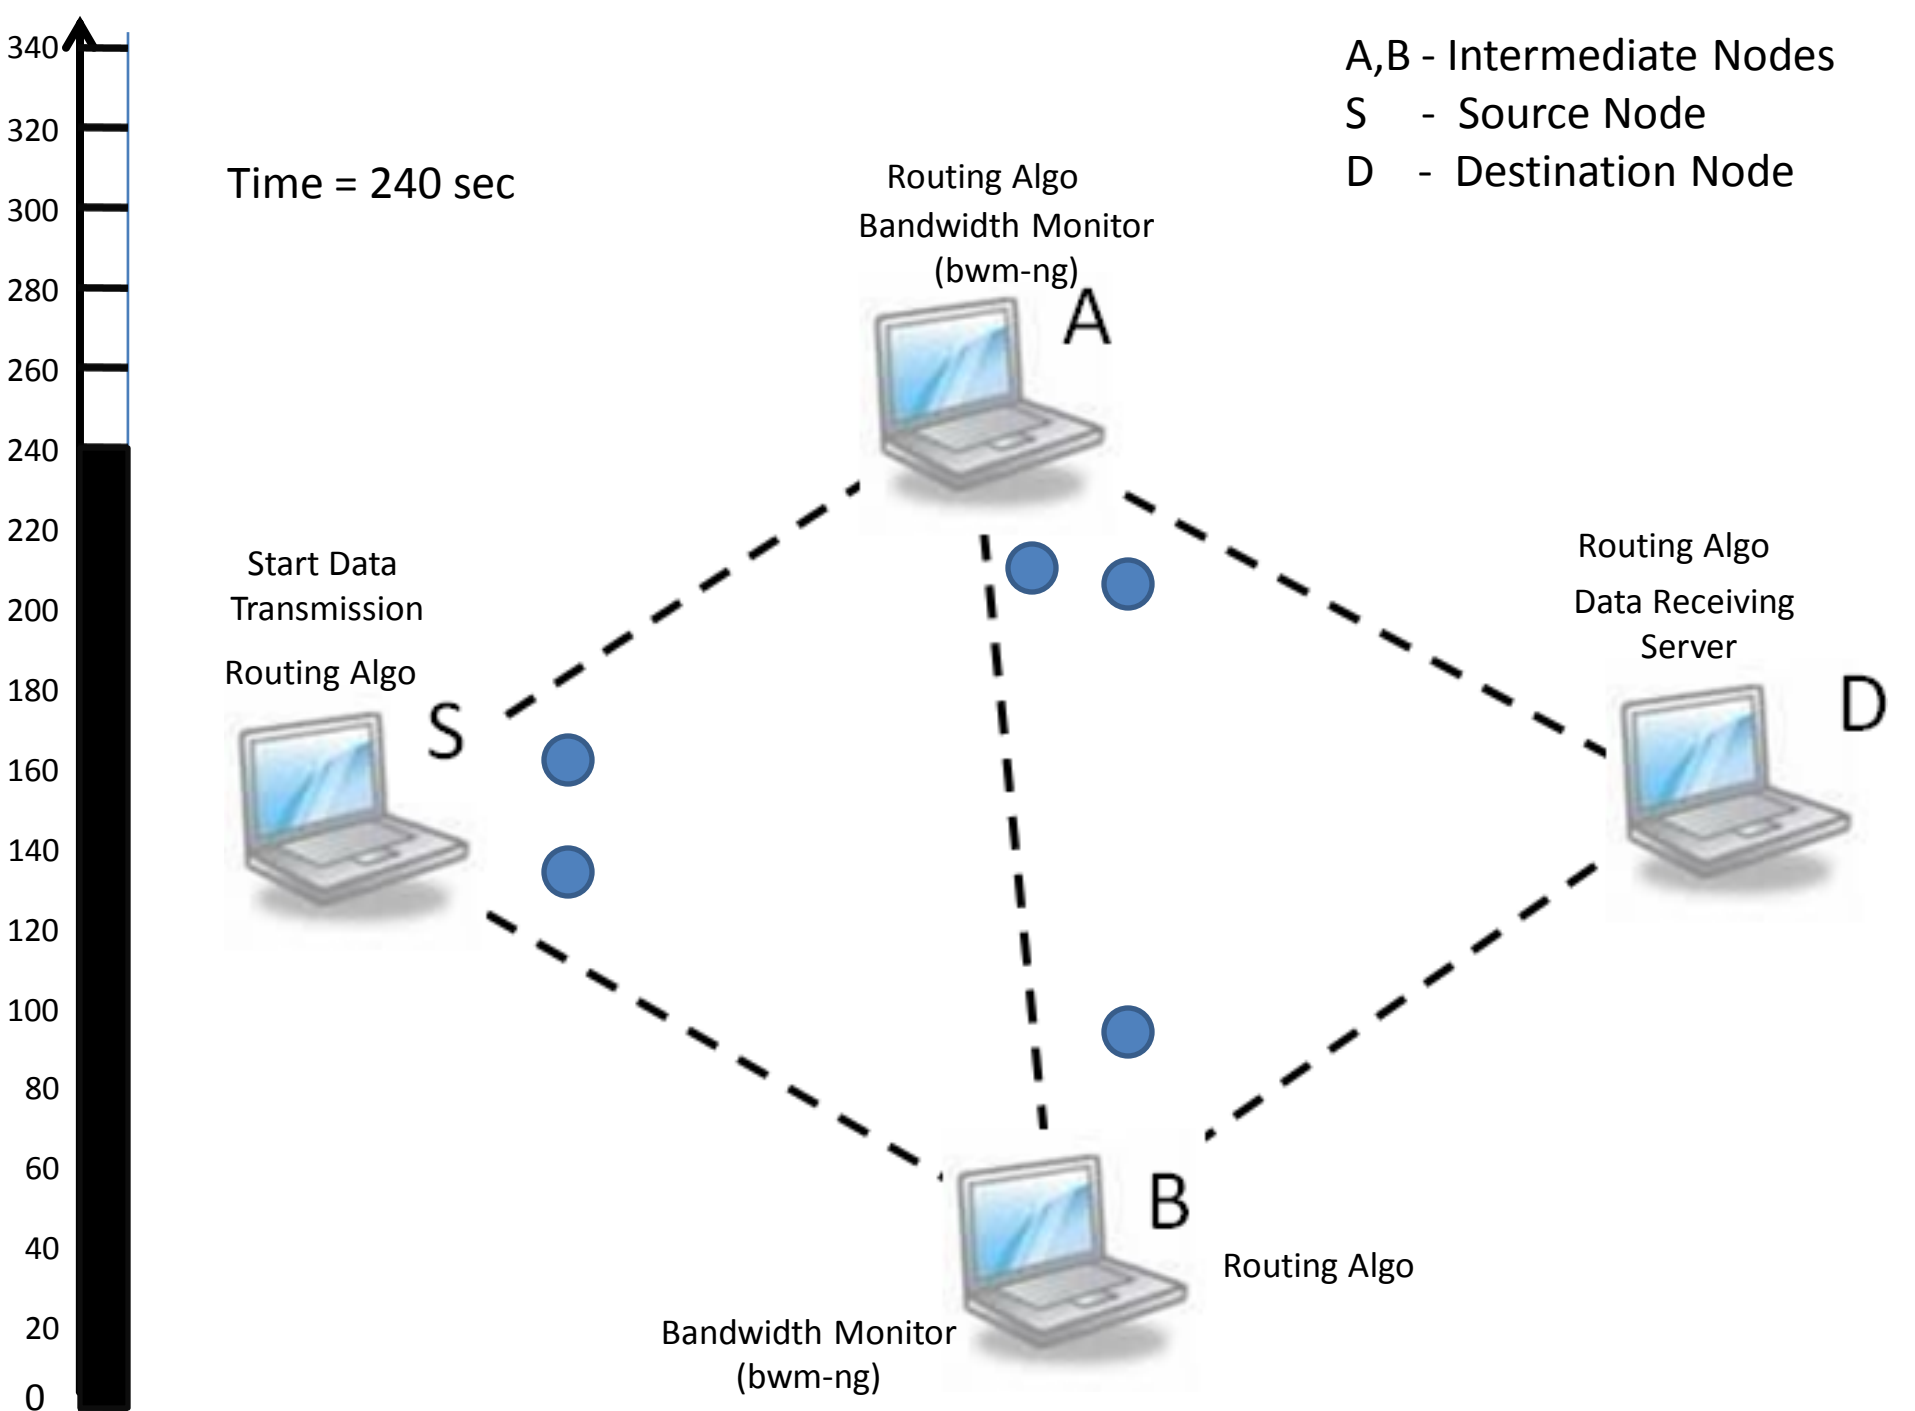 340
320
300
280
260
240
220
200
180
160
140
120
100
80
60
40
20
0
Time = 240 sec
A,B - Intermediate Nodes
S - Source Node
D - Destination Node
Routing Algo
Bandwidth Monitor
(bwm-ng)
A
Start Data
Transmission
Routing Algo
S
Routing Algo
Data Receiving
Server
D
B
Routing Algo
Bandwidth Monitor
(bwm-ng)